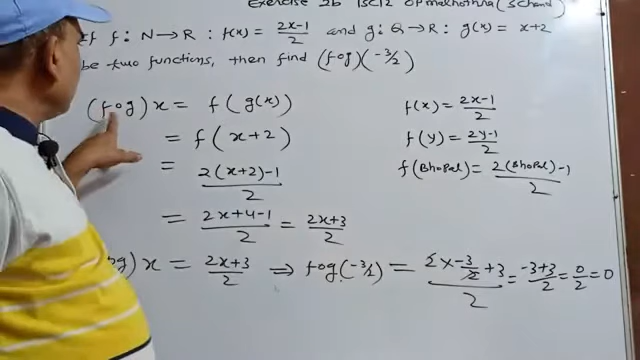 Exercise 2b ISC12 OP malhotra (S chand)
If f: N→R : f(x) = (2x-1)/2 and g: Q→R : g(x) = x+2
be two functions, then find (fog)(-3/2)
(fog) x = f(g(x))
= f(x+2)
= (2(x+2)-1)/2
= (2x+4-1)/2 = (2x+3)/2
og) x = (2x+3)/2 ⇒ fog(-3/2) = (2×-3/2+3)/2 = (-3+3)/2 = 0/2 = 0
f(x) = (2x-1)/2
f(y) = (2y-1)/2
f(Bhopal) = (2(Bhopal)-1)/2